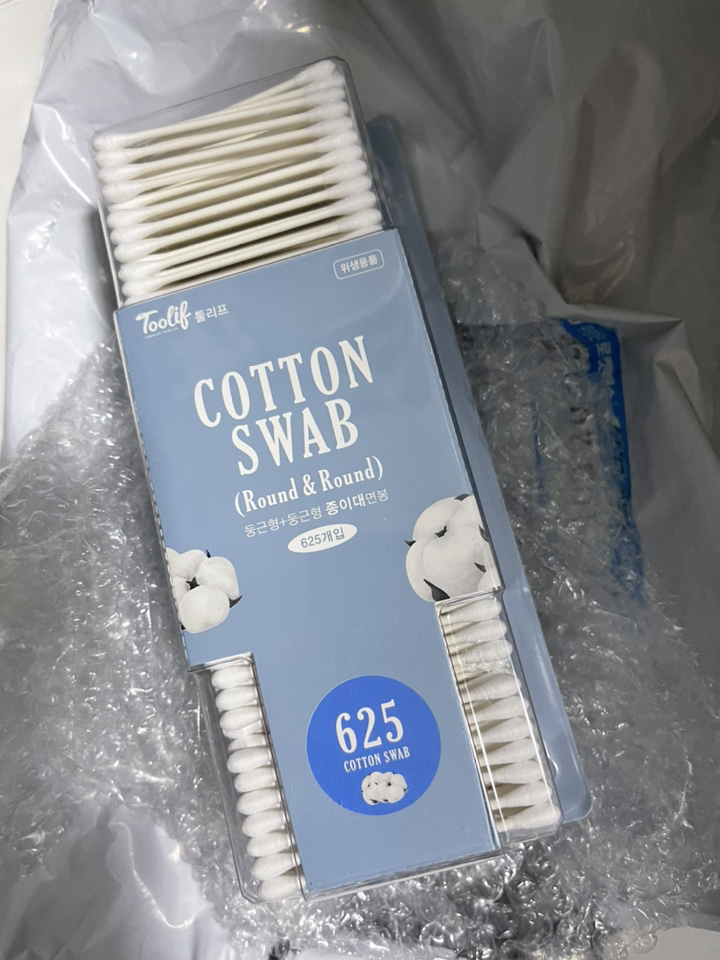 위생용품
Toolif 툴리프
COTTON
SWAB
(Round & Round)
둥근형+둥근형 종이대면봉
625개입
625
COTTON SWAB